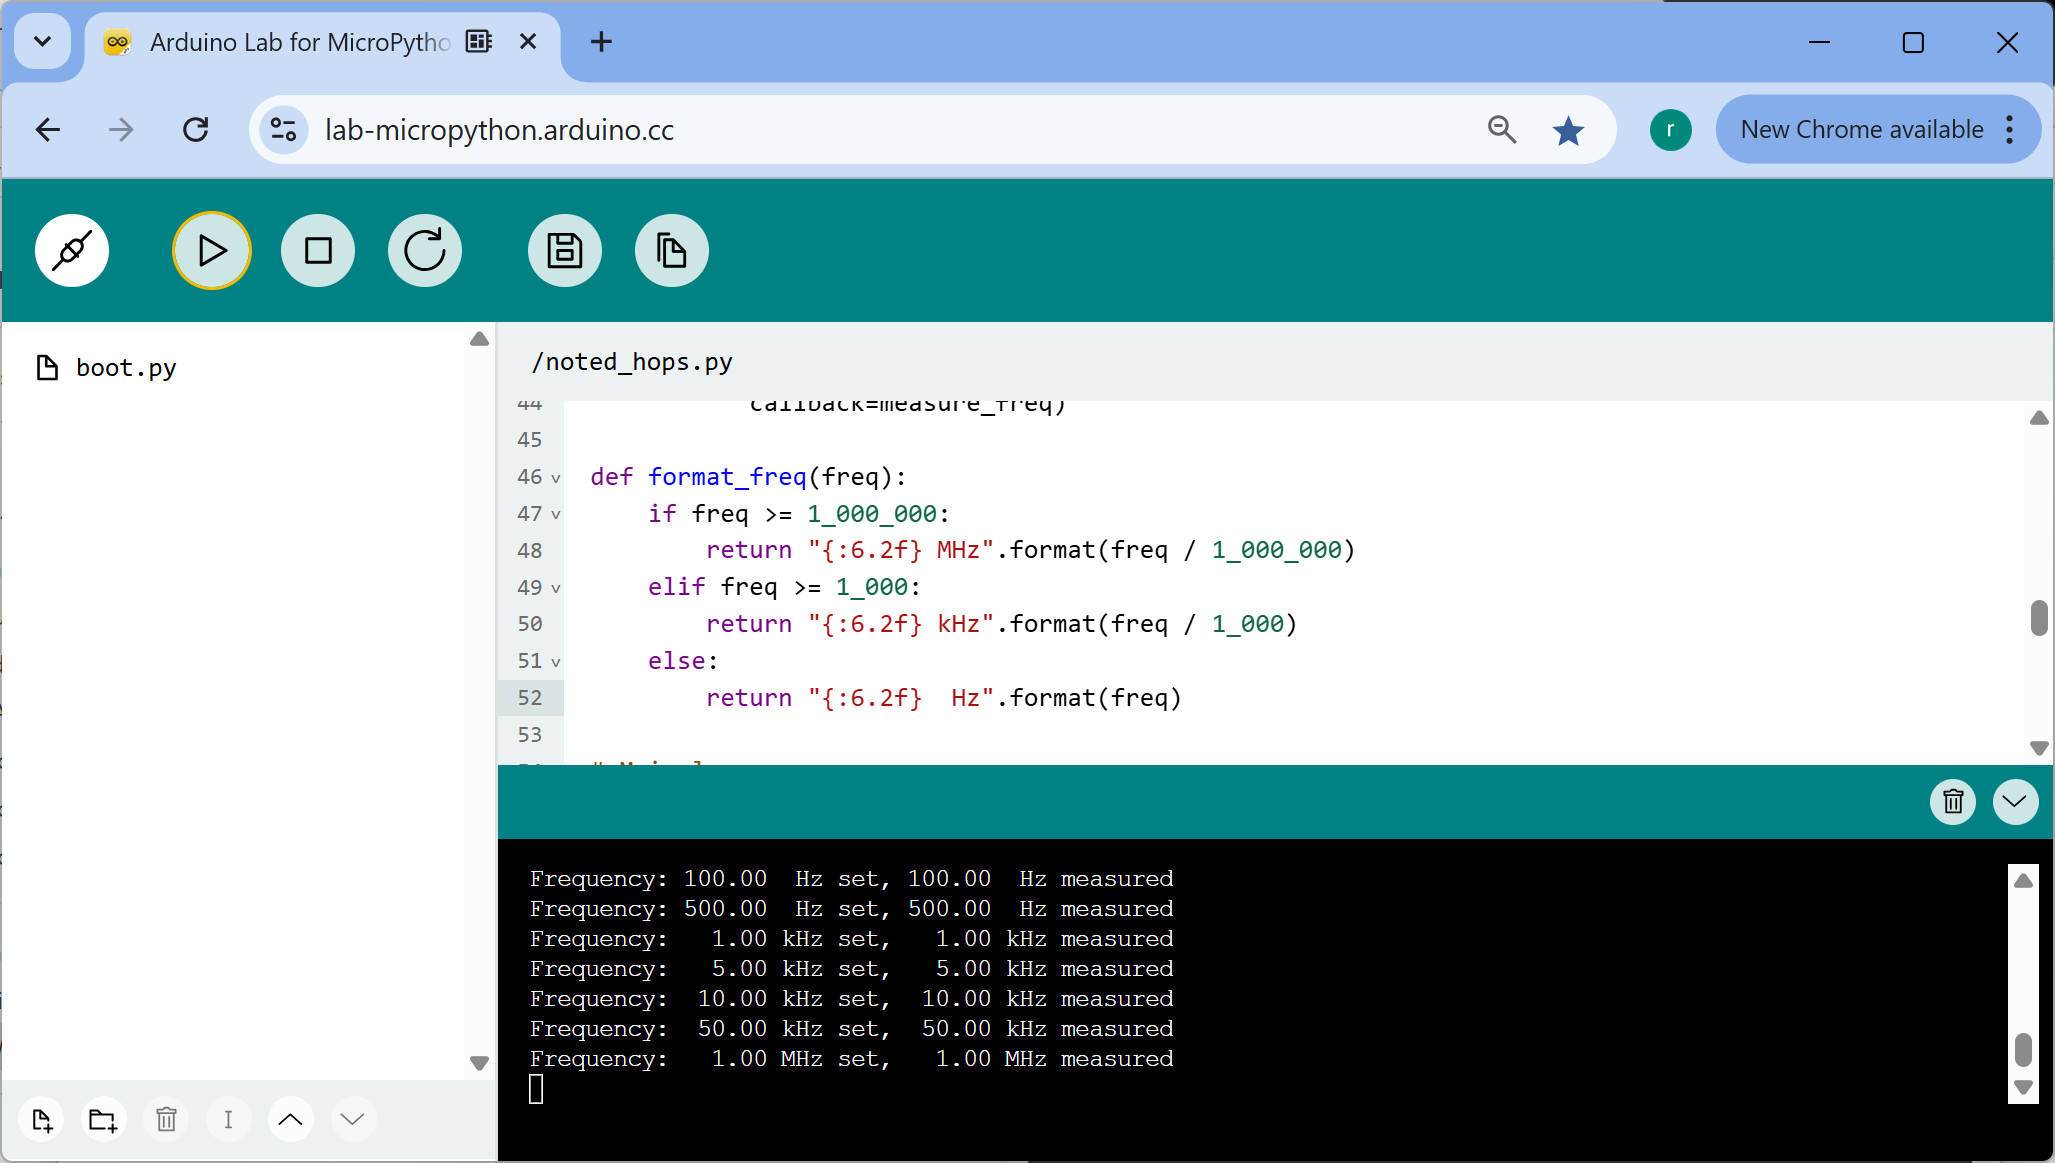 Arduino Lab for MicroPytho
lab-micropython.arduino.cc
r
New Chrome available
boot.py
/noted_hops.py
44 callback=measure_freq)
45
46 def format_freq(freq):
47 if freq >= 1_000_000:
48 return "{:6.2f} MHz".format(freq / 1_000_000)
49 elif freq >= 1_000:
50 return "{:6.2f} kHz".format(freq / 1_000)
51 else:
52 return "{:6.2f}  Hz".format(freq)
53
Frequency: 100.00  Hz set, 100.00  Hz measured
Frequency: 500.00  Hz set, 500.00  Hz measured
Frequency:   1.00 kHz set,   1.00 kHz measured
Frequency:   5.00 kHz set,   5.00 kHz measured
Frequency:  10.00 kHz set,  10.00 kHz measured
Frequency:  50.00 kHz set,  50.00 kHz measured
Frequency:   1.00 MHz set,   1.00 MHz measured